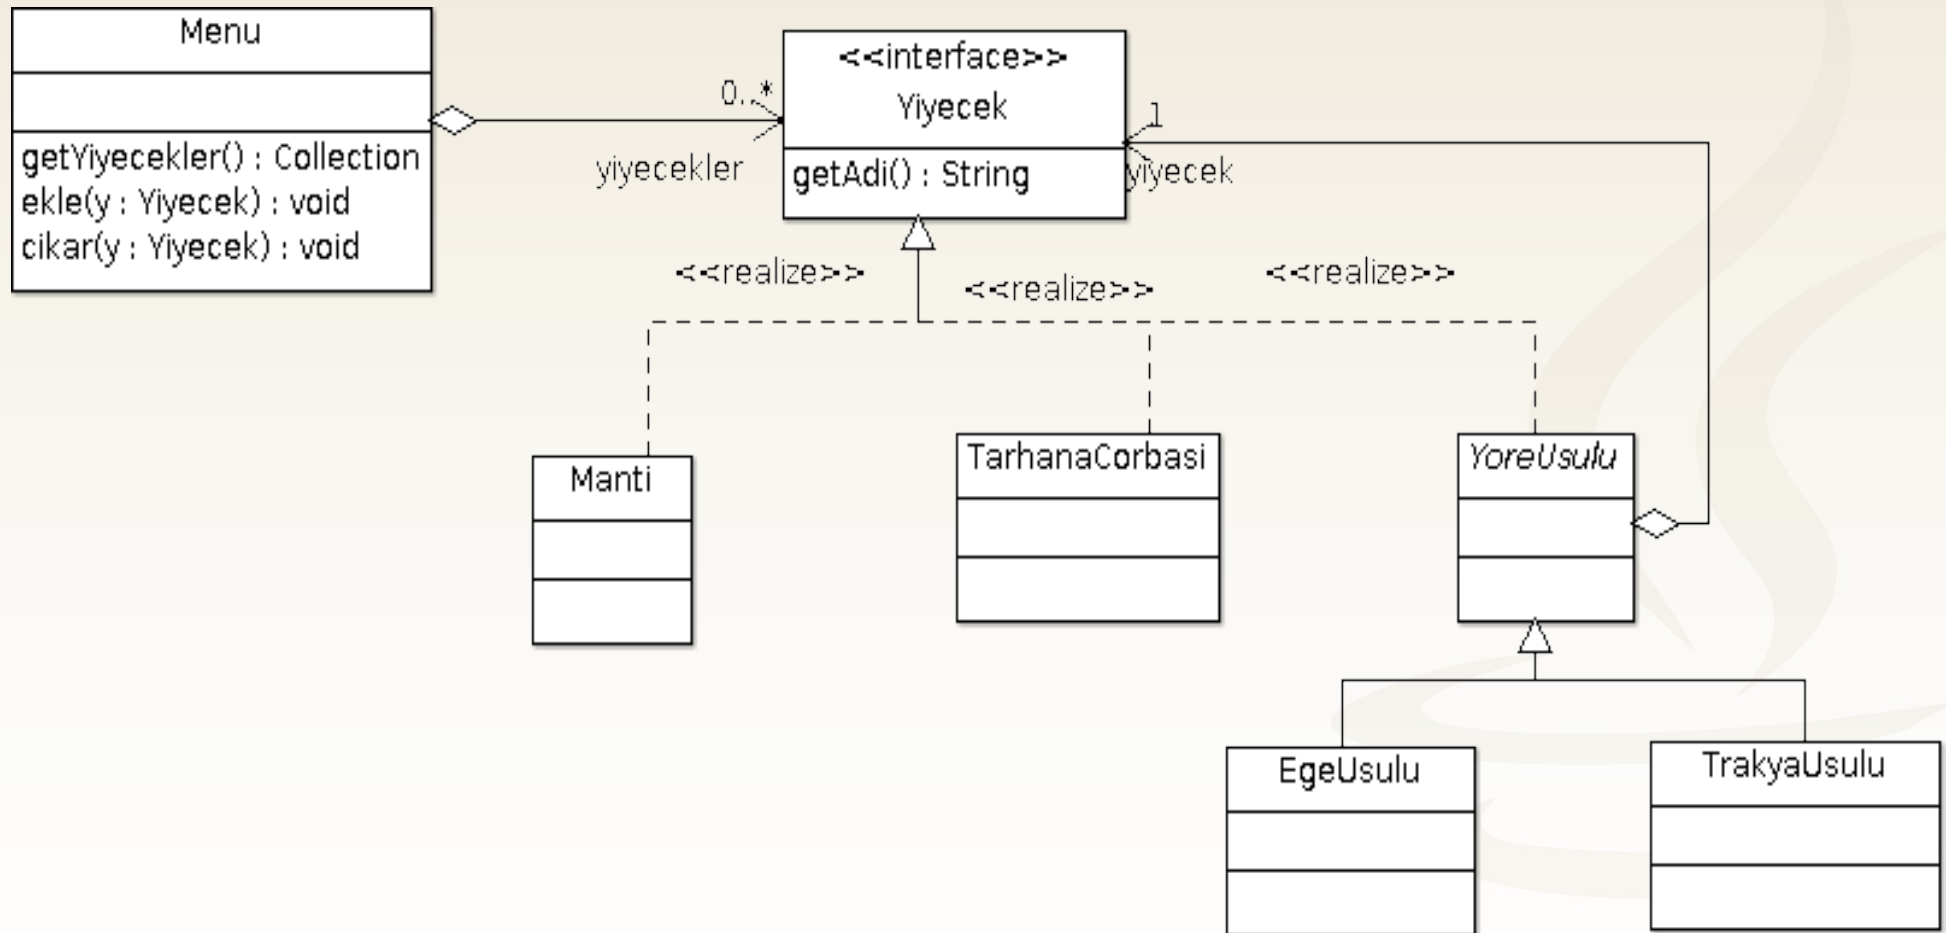 Menu
getYiyecekler() : Collection
ekle(y : Yiyecek) : void
cikar(y : Yiyecek) : void
0..*
yiyecekler
<<interface>>
Yiyecek
getAdi() : String
1
yiyecek
<<realize>>
<<realize>>
<<realize>>
Manti
TarhanaCorbasi
YoreUsulu
EgeUsulu
TrakyaUsulu